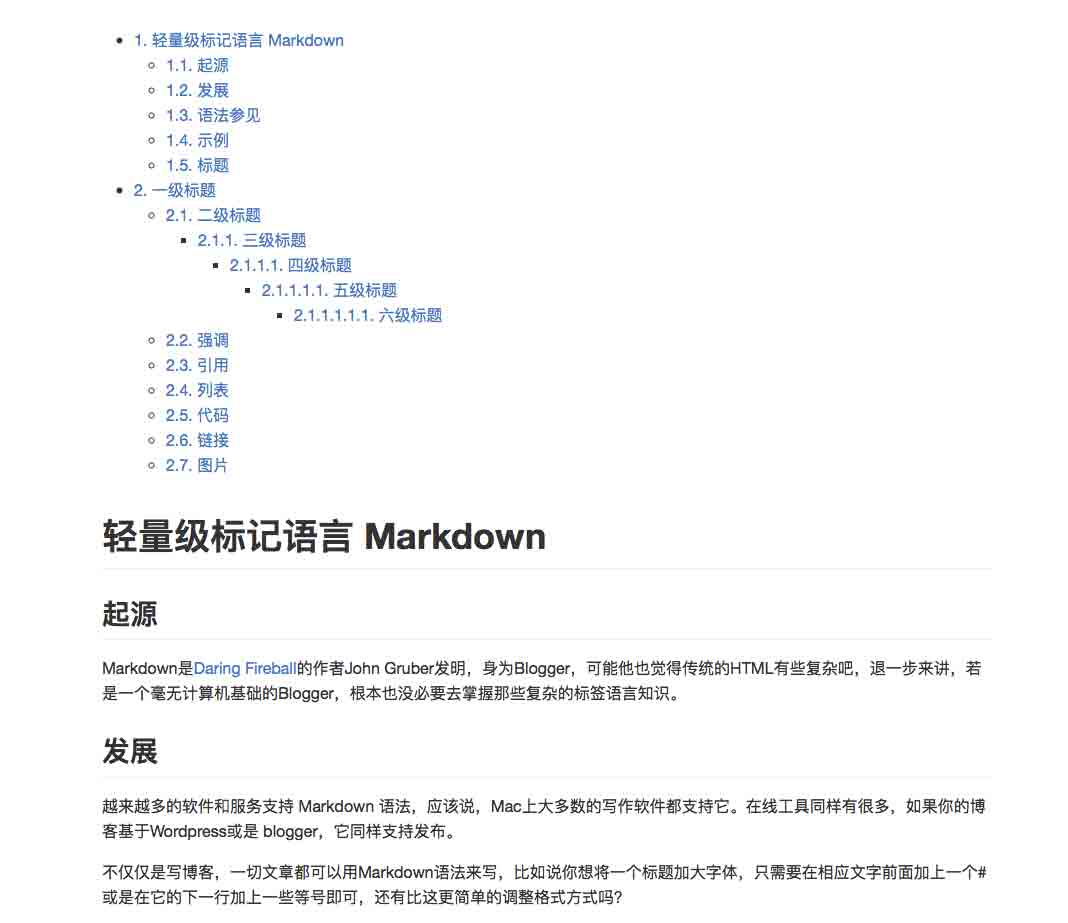 1. 轻量级标记语言 Markdown
1.1. 起源
1.2. 发展
1.3. 语法参见
1.4. 示例
1.5. 标题
2. 一级标题
2.1. 二级标题
2.1.1. 三级标题
2.1.1.1. 四级标题
2.1.1.1.1. 五级标题
2.1.1.1.1.1. 六级标题
2.2. 强调
2.3. 引用
2.4. 列表
2.5. 代码
2.6. 链接
2.7. 图片
轻量级标记语言 Markdown
起源
Markdown是Daring Fireball的作者John Gruber发明，身为Blogger，可能他也觉得传统的HTML有些复杂吧，退一步来讲，若
是一个毫无计算机基础的Blogger，根本也没必要去掌握那些复杂的标签语言知识。
发展
越来越多的软件和服务支持 Markdown 语法，应该说，Mac上大多数的写作软件都支持它。在线工具同样有很多，如果你的博
客基于Wordpress或是 blogger，它同样支持发布。
不仅仅是写博客，一切文章都可以用Markdown语法来写，比如说你想将一个标题加大字体，只需要在相应文字前面加上一个#
或是在它的下一行加上一些等号即可，还有比这更简单的调整格式方式吗?